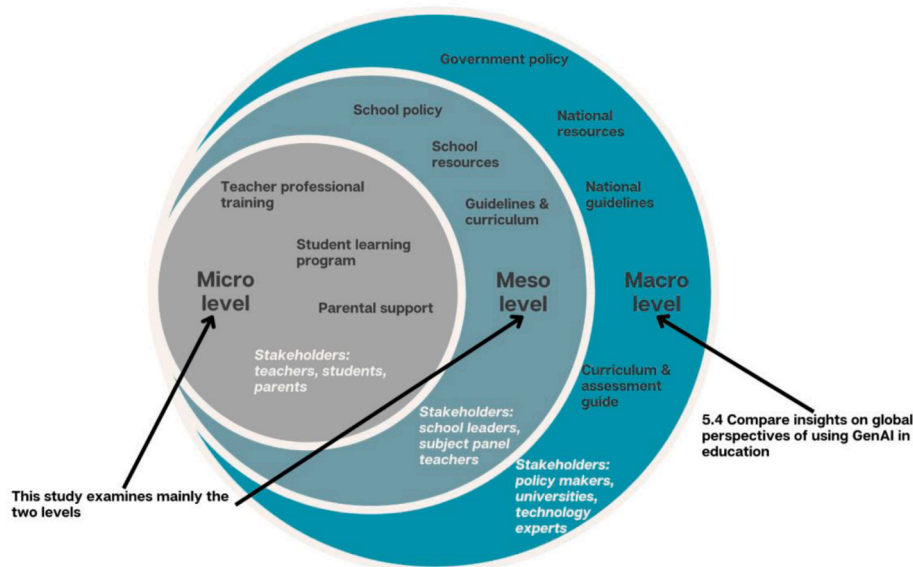 Government policy
School policy
National
resources
School
resources
Teacher professional
training
National
guidelines
Guidelines &
curriculum
Student learning
program
Micro
level
Meso
level
Macro
level
Parental support
Stakeholders:
teachers, students,
parents
Curriculum &
assessment
guide
Stakeholders:
school leaders,
subject panel
teachers
5.4 Compare insights on global
perspectives of using GenAI in
education
Stakeholders:
policy makers,
universities,
technology
experts
This study examines mainly the
two levels